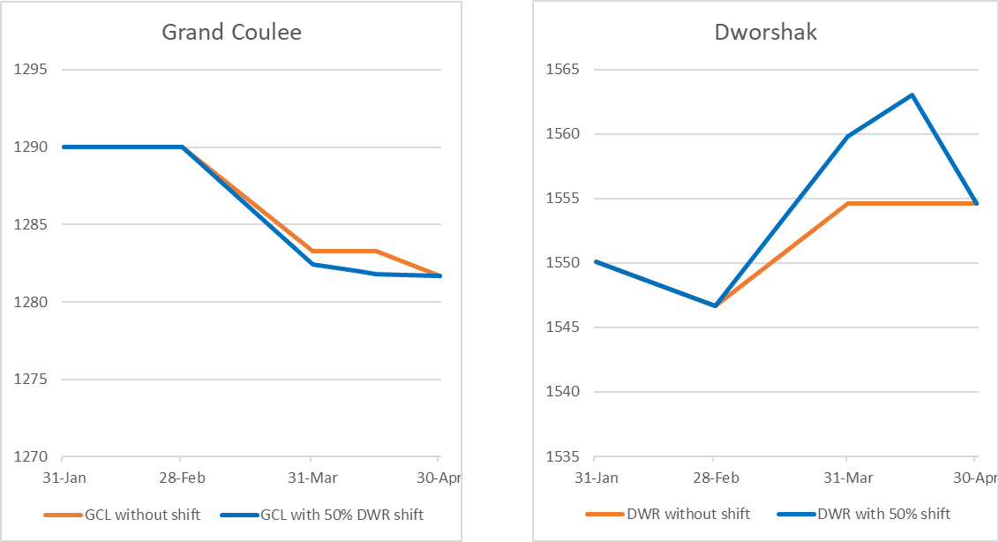 Grand Coulee
1295
1290
1285
1280
1275
1270
31-Jan 28-Feb 31-Mar 30-Apr
GCL without shift GCL with 50% DWR shift
Dworshak
1565
1560
1555
1550
1545
1540
1535
31-Jan 28-Feb 31-Mar 30-Apr
DWR without shift DWR with 50% shift